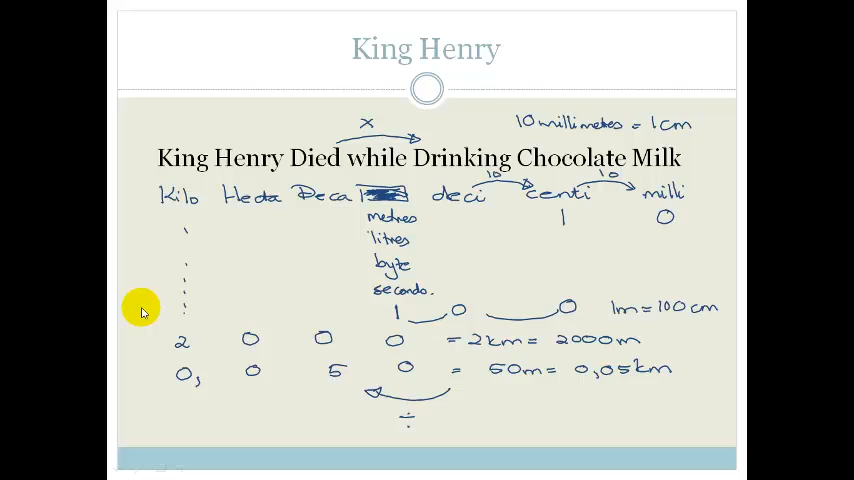 King Henry
x
10 millimetres = 1cm
King Henry Died while Drinking Chocolate Milk
10 10
Kilo Hecta Deca deci centi milli
metres 1 0
litres
byte
seconds.
1 0 0 1m = 100cm
2 0 0 0 = 2km = 2000m
0, 0 5 0 = 50m = 0,05km
÷